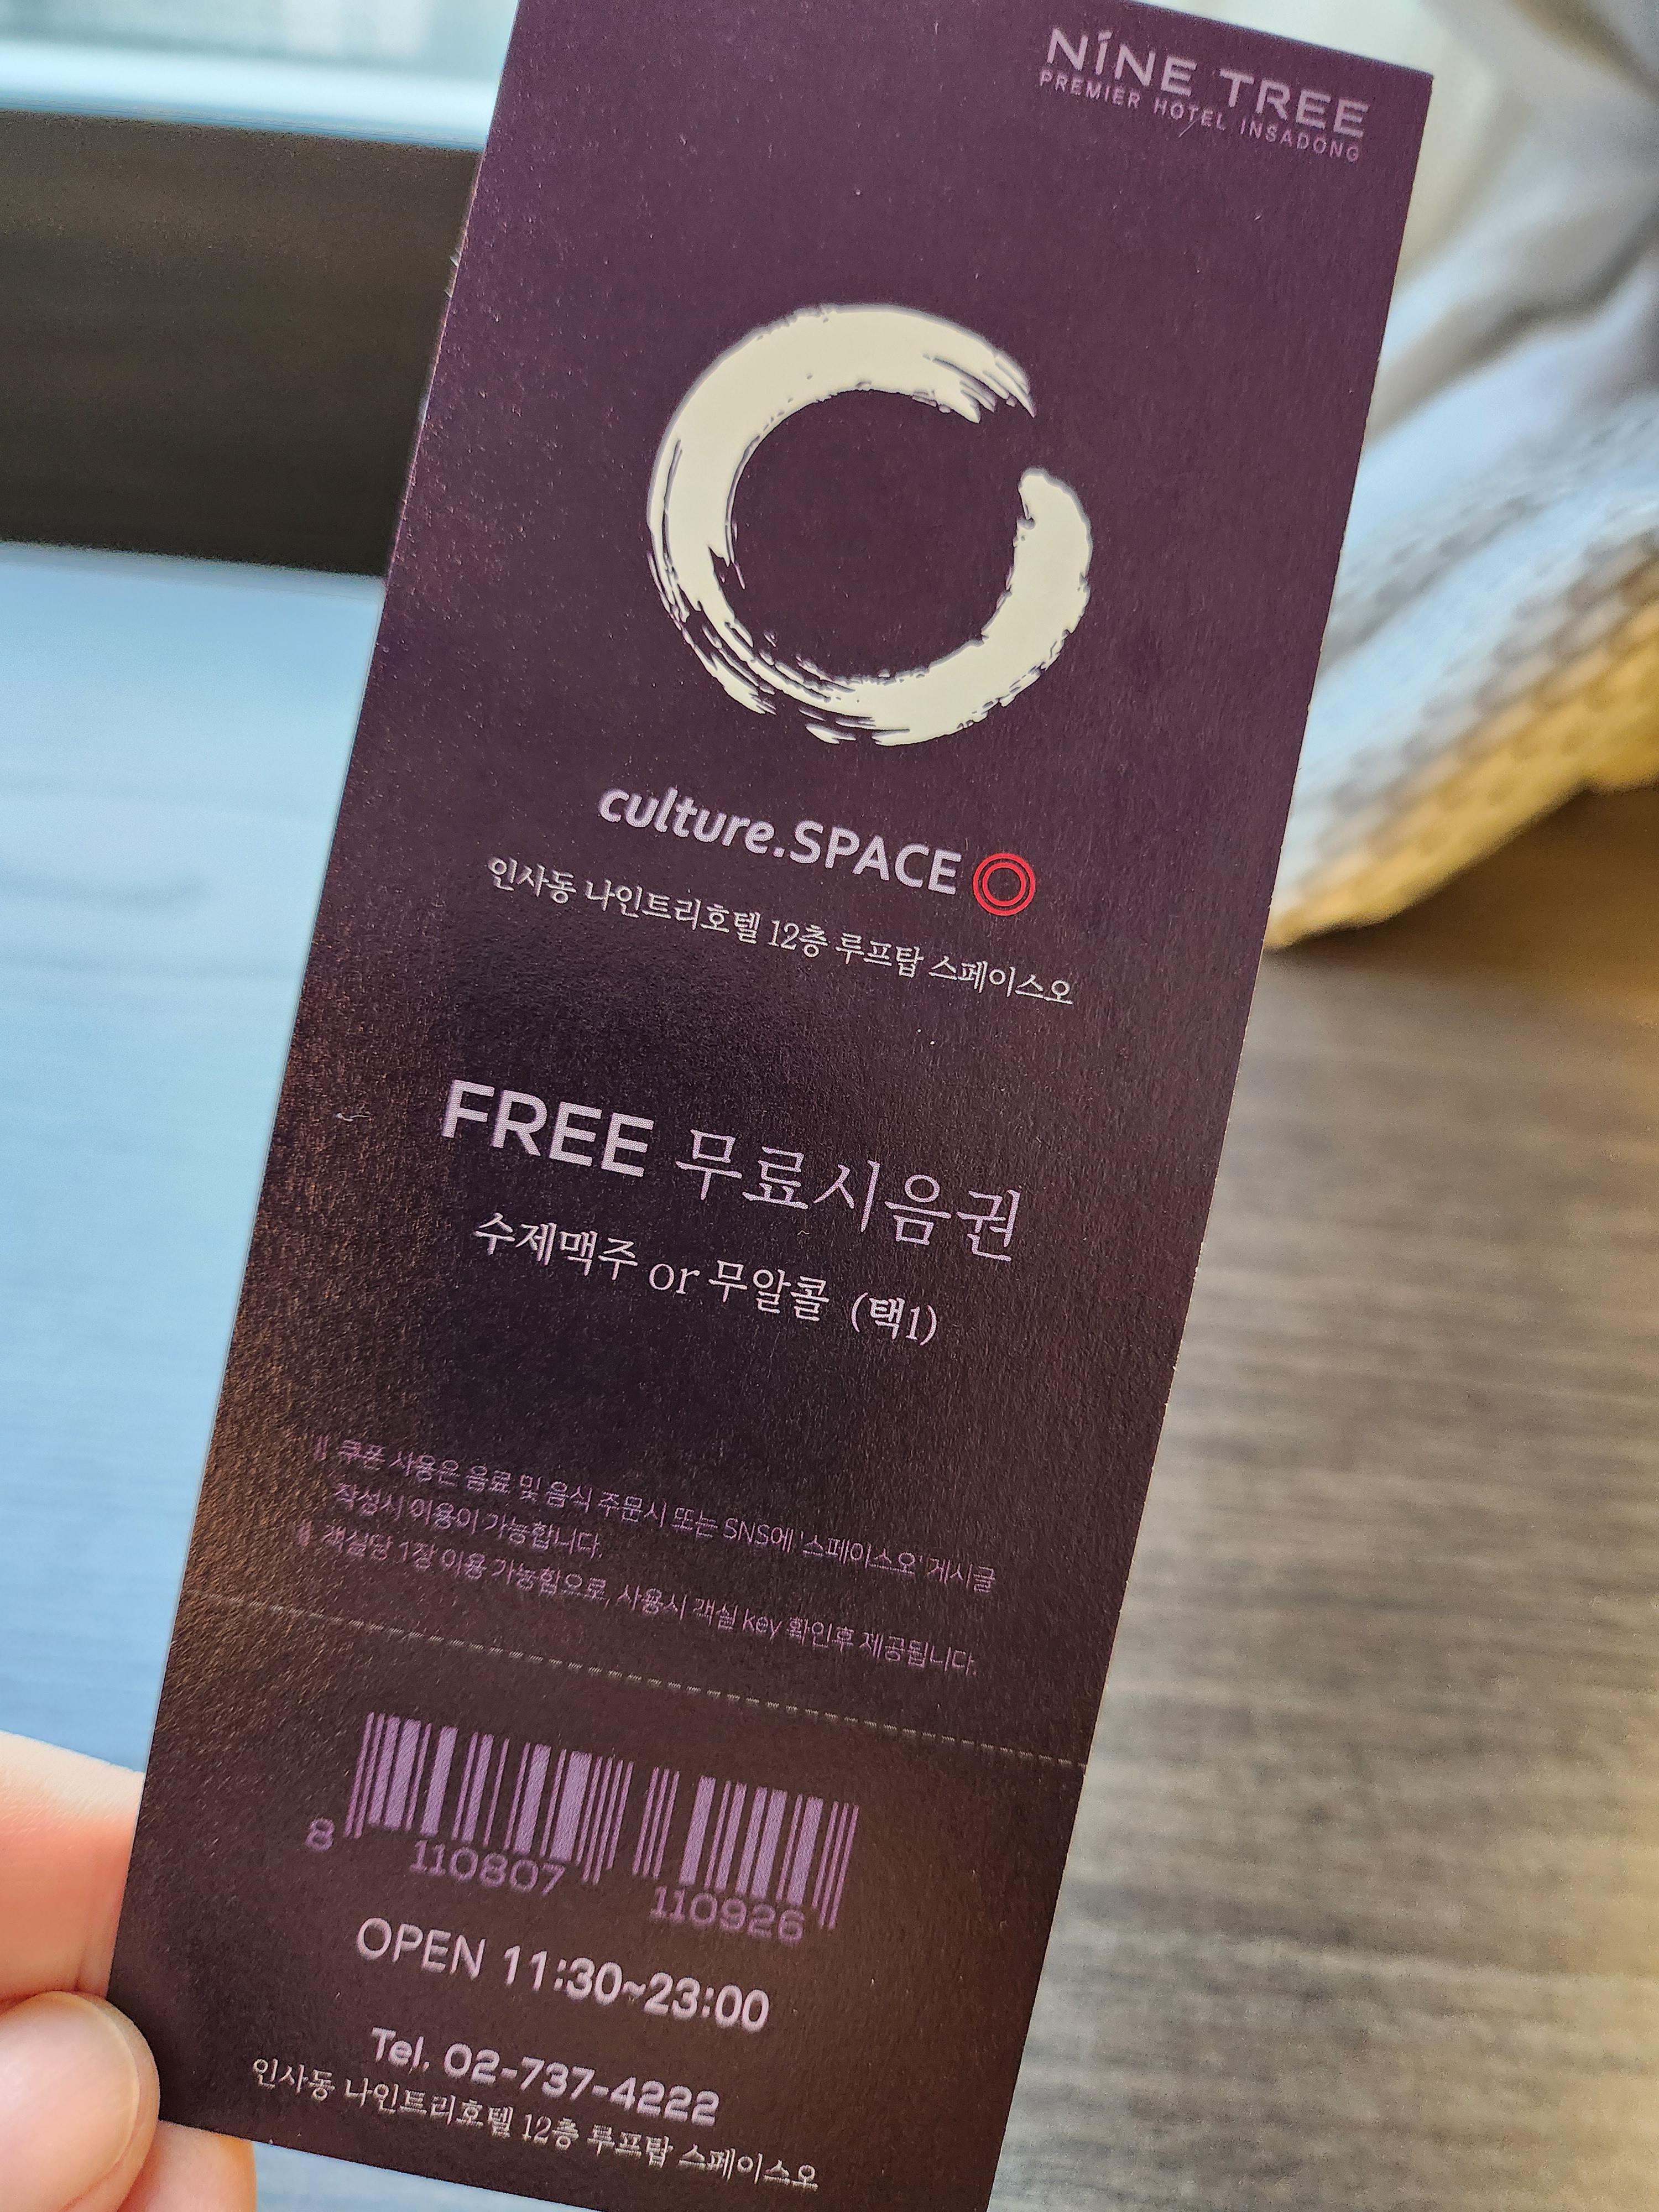 NÍNE TREE
PREMIER HOTEL INSADONG
culture.SPACE
인사동 나인트리호텔 12층 루프탑 스페이스오
FREE 무료시음권
수제맥주 or 무알콜 (택1)
쿠폰 사용은 음료 및 음식 주문시 또는 SNS에 '스페이스오' 게시글
작성시 이용이 가능합니다.
객실당 1장 이용 가능함으로, 사용시 객실 key 확인후 제공됩니다.
8 110807 110926
OPEN 11:30~23:00
Tel. 02-737-4222
인사동 나인트리호텔 12층 루프탑 스페이스오